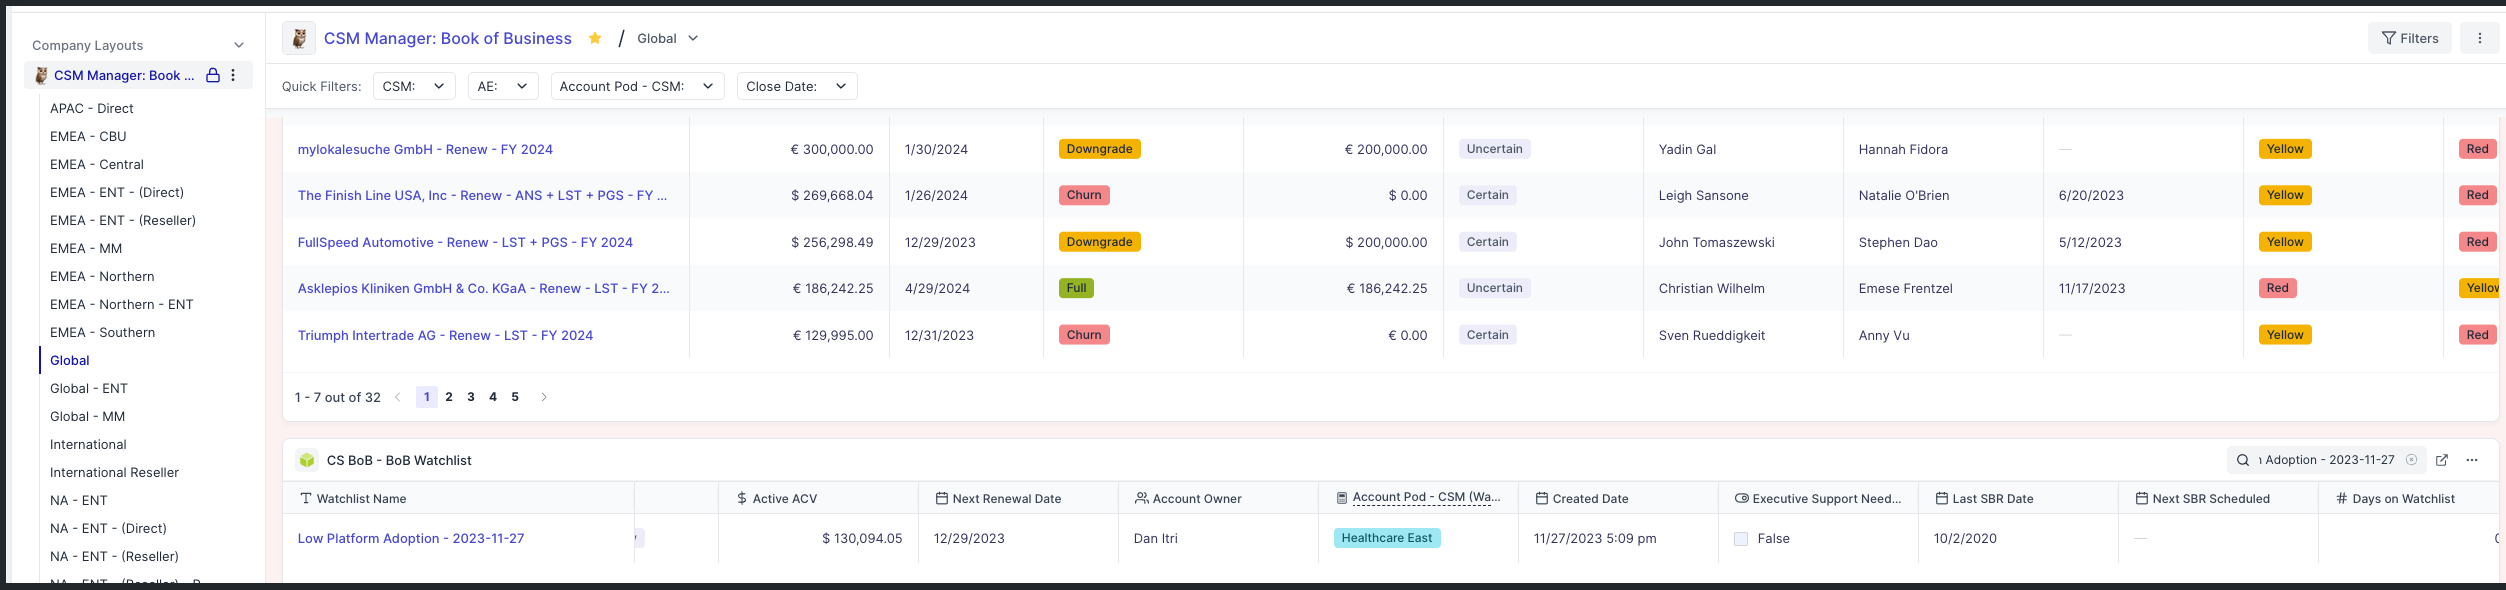 Company Layouts
CSM Manager: Book ...
APAC - Direct
EMEA - CBU
EMEA - Central
EMEA - ENT - (Direct)
EMEA - ENT - (Reseller)
EMEA - MM
EMEA - Northern
EMEA - Northern - ENT
EMEA - Southern
Global
Global - ENT
Global - MM
International
International Reseller
NA - ENT
NA - ENT - (Direct)
NA - ENT - (Reseller)
CSM Manager: Book of Business / Global
Filters
Quick Filters: CSM: AE: Account Pod - CSM: Close Date:
mylokalesuche GmbH - Renew - FY 2024 € 300,000.00 1/30/2024 Downgrade € 200,000.00 Uncertain Yadin Gal Hannah Fidora — Yellow Red
The Finish Line USA, Inc - Renew - ANS + LST + PGS - FY ... $ 269,668.04 1/26/2024 Churn $ 0.00 Certain Leigh Sansone Natalie O'Brien 6/20/2023 Yellow Red
FullSpeed Automotive - Renew - LST + PGS - FY 2024 $ 256,298.49 12/29/2023 Downgrade $ 200,000.00 Certain John Tomaszewski Stephen Dao 5/12/2023 Yellow Red
Asklepios Kliniken GmbH & Co. KGaA - Renew - LST - FY 2... € 186,242.25 4/29/2024 Full € 186,242.25 Uncertain Christian Wilhelm Emese Frentzel 11/17/2023 Red Yellow
Triumph Intertrade AG - Renew - LST - FY 2024 € 129,995.00 12/31/2023 Churn € 0.00 Certain Sven Rueddigkeit Anny Vu — Yellow Red
1 - 7 out of 32 1 2 3 4 5
CS BoB - BoB Watchlist Adoption - 2023-11-27
Watchlist Name Active ACV Next Renewal Date Account Owner Account Pod - CSM (Wa... Created Date Executive Support Need... Last SBR Date Next SBR Scheduled Days on Watchlist
Low Platform Adoption - 2023-11-27 $ 130,094.05 12/29/2023 Dan Itri Healthcare East 11/27/2023 5:09 pm False 10/2/2020 —